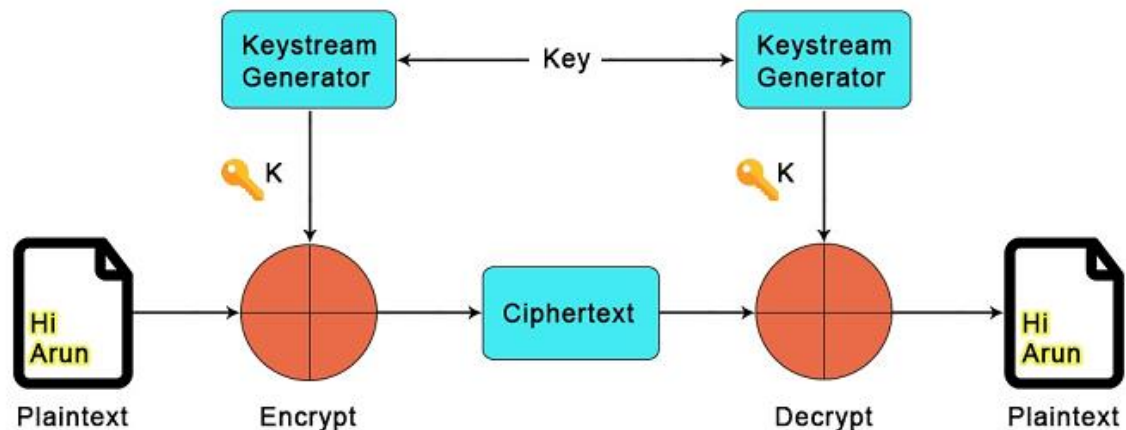 Keystream
Generator
Key
Keystream
Generator
K
K
Hi
Arun
Ciphertext
Hi
Arun
Plaintext
Encrypt
Decrypt
Plaintext